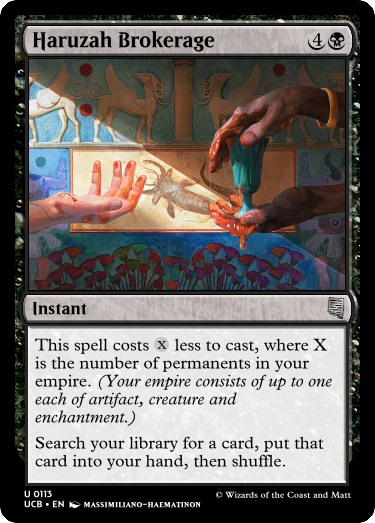 Haruzah Brokerage 4
Instant
This spell costs X less to cast, where X
is the number of permanents in your
empire. (Your empire consists of up to one
each of artifact, creature and
enchantment.)
Search your library for a card, put that
card into your hand, then shuffle.
U 0113
UCB • EN MASSIMILIANO-HAEMATINON
© Wizards of the Coast and Matt